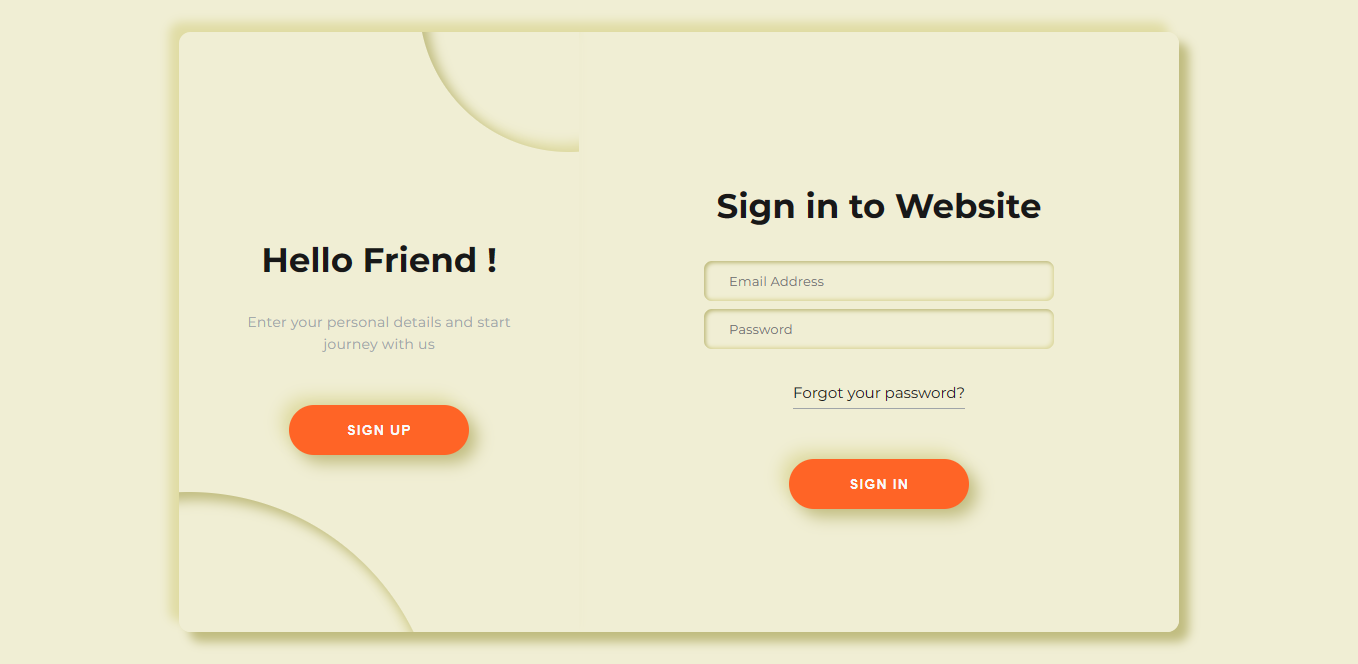 Hello Friend !
Enter your personal details and start
journey with us
SIGN UP
Sign in to Website
Email Address
Password
Forgot your password?
SIGN IN